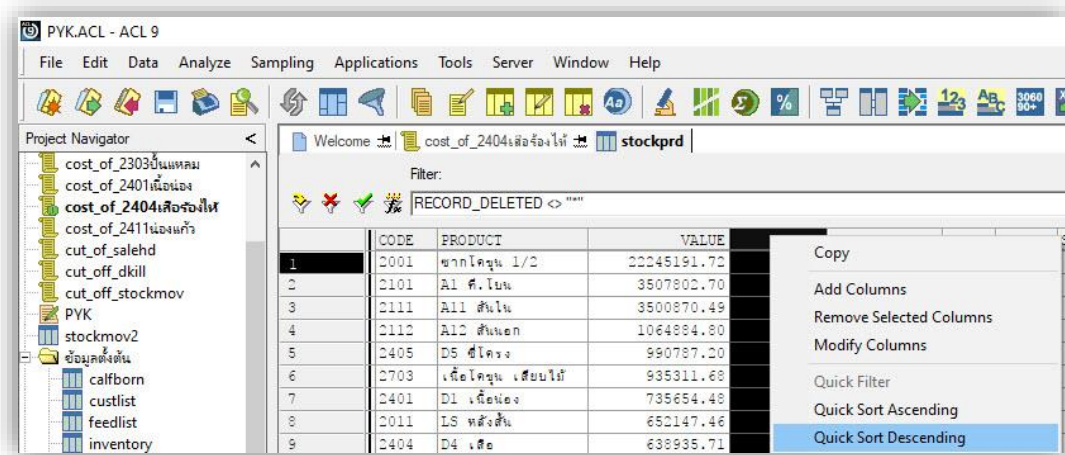 PYK.ACL - ACL 9
File Edit Data Analyze Sampling Applications Tools Server Window Help
Project Navigator <
Welcome cost_of_2404เสือร้องไห้ stockprd
cost_of_2303ปั้นแหลม
cost_of_2401เนื้อน่อง
cost_of_2404เสือร้องไห้
cost_of_2411น่องแก้ว
cut_of_salehd
cut_off_dkill
cut_off_stockmov
PYK
stockmov2
ข้อมูลตั้งต้น
calfborn
custlist
feedlist
inventory
Filter:
RECORD_DELETED <> "*"
CODE PRODUCT VALUE
1 2001 ซากโคขุน 1/2 22245191.72
2 2101 A1 ที.โบน 3507802.70
3 2111 A11 สันใน 3500870.49
4 2112 A12 สันนอก 1064884.80
5 2405 D5 ซี่โครง 990787.20
6 2703 เนื้อโคขุน เสียบไม้ 935311.68
7 2401 D1 เนื้อน่อง 735654.48
8 2011 LS หลังสั้น 652147.46
9 2404 D4 เสือ 638935.71
Copy
Add Columns
Remove Selected Columns
Modify Columns
Quick Filter
Quick Sort Ascending
Quick Sort Descending